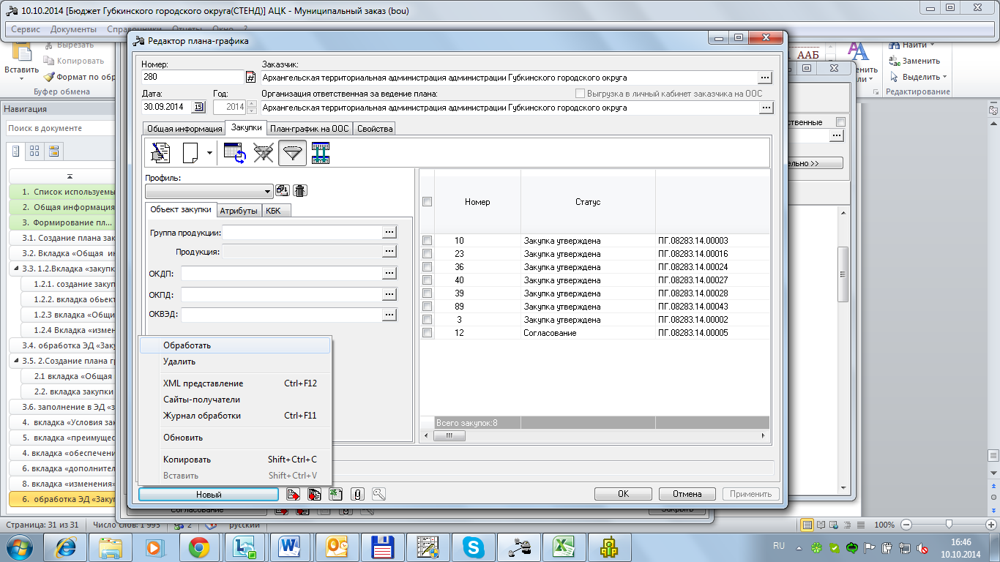 10.10.2014 [Бюджет Губкинского городского округа(СТЕНД)] АЦК - Муниципальный заказ (bou)
Сервис Документы Справочники Отчеты Окно ?
Вырезать
Вставить
Копировать
Формат по обр
Буфер обмена
ААБ
Найти
Заменить
Выделить
Редактирование
Навигация
Поиск в документе
1. Список используемы
2. Общая информация
3. Формирование пл...
3.1. Создание плана зак
3.2. Вкладка «Общая ин
3.3. 1.2.Вкладка «закупк
1.2.1. создание закуп
1.2.2. вкладка обьект
1.2.3 вкладка «Общи
1.2.4 Вкладка «измен
3.4. обработка ЭД «Заку
3.5. 2.Создание плана г
2.1 вкладка «Общая
2.2. вкладка закупки
3.6. заполнение в ЭД «з
4. вкладка «Условия зак
5. вкладка «преимущес
4. вкладка «обеспечени
6. вкладка «дополнител
8. вкладка «изменения»
6. обработка ЭД «Закуп
Редактор плана-графика
Номер: Заказчик:
280 Архангельская территориальная администрация администрации Губкинского городского округа
Дата: Год: Организация ответственная за ведение плана: Выгрузка в личный кабинет заказчика на ООС
30.09.2014 15 2014 Архангельская территориальная администрация администрации Губкинского городского округа
Общая информация Закупки План-график на ООС Свойства
Профиль:
Объект закупки Атрибуты КБК
Группа продукции:
Продукция:
ОКДП:
ОКПД:
ОКВЭД:
Номер Статус
10 Закупка утверждена ПГ.08283.14.00003
23 Закупка утверждена ПГ.08283.14.00016
36 Закупка утверждена ПГ.08283.14.00024
40 Закупка утверждена ПГ.08283.14.00027
39 Закупка утверждена ПГ.08283.14.00028
89 Закупка утверждена ПГ.08283.14.00043
3 Закупка утверждена ПГ.08283.14.00002
12 Согласование ПГ.08283.14.00005
Всего закупок:8
Обработать
Удалить
XML представление Ctrl+F12
Сайты-получатели
Журнал обработки Ctrl+F11
Обновить
Копировать Shift+Ctrl+C
Вставить Shift+Ctrl+V
Новый
OK Отмена Применить
ственные
ельно >>
Согласование
Закрыть
Страница: 31 из 31 Число слов: 1 995 2 русский
100%
RU
16:46
10.10.2014